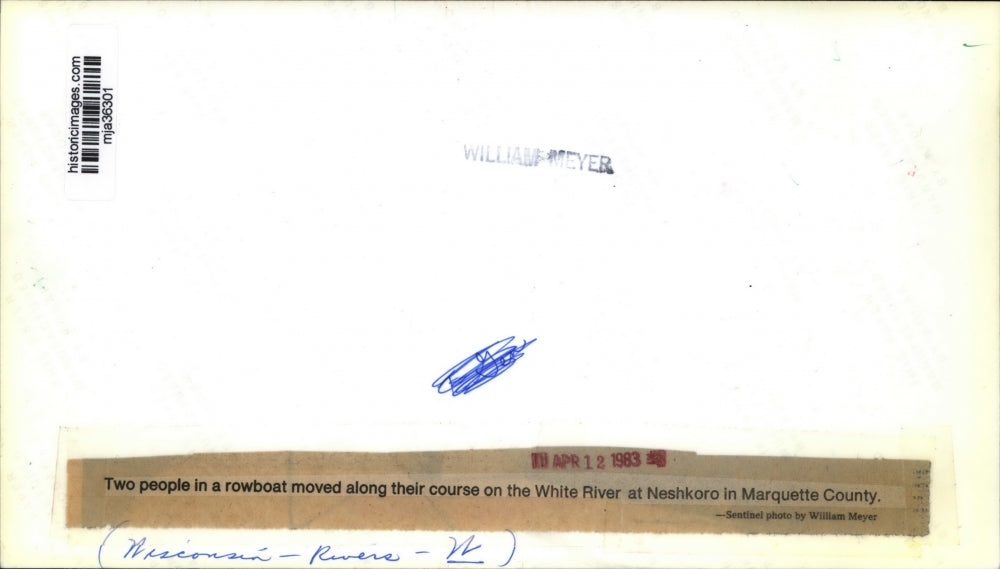 historicimages.com
mja36301
WILLIAM MEYER
APR 12 1983
Two people in a rowboat moved along their course on the White River at Neshkoro in Marquette County.
—Sentinel photo by William Meyer
(Wisconsin — Rivers — W)